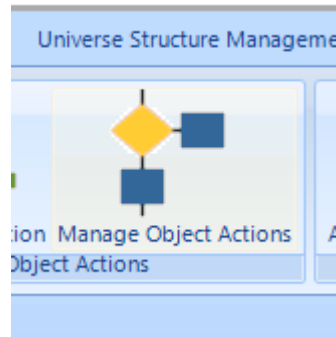 Universe Structure Manageme
tion Manage Object Actions A
Object Actions